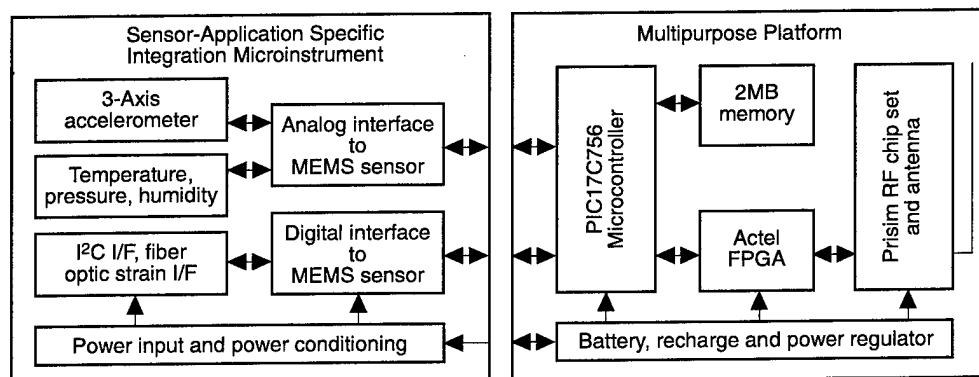 Sensor-Application Specific
Integration Microinstrument
3-Axis
accelerometer
Temperature,
pressure, humidity
I²C I/F, fiber
optic strain I/F
Analog interface
to
MEMS sensor
Digital interface
to
MEMS sensor
Power input and power conditioning
Multipurpose Platform
PIC17C756
Microcontroller
2MB
memory
Actel
FPGA
Prisim RF chip set
and antenna
Battery, recharge and power regulator